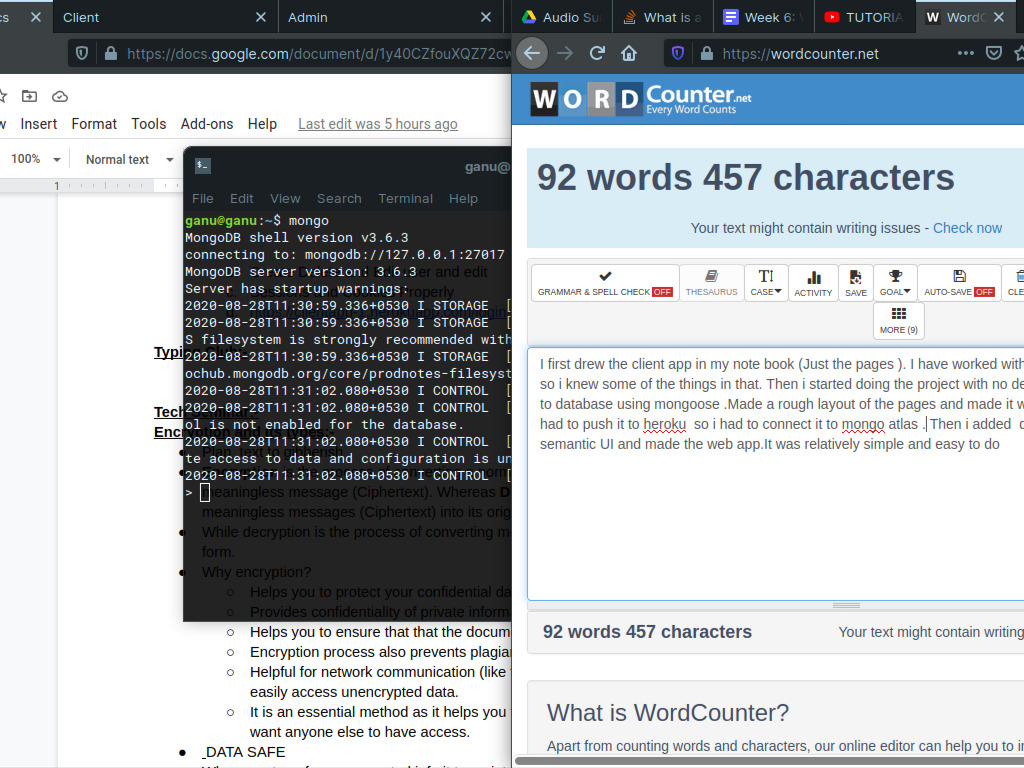 cs
Client
Admin
Audio Su
What is a
Week 6:
TUTORIA
WordC
https://docs.google.com/document/d/1y40CZfouXQZ72cw
https://wordcounter.net
Insert Format Tools Add-ons Help Last edit was 5 hours ago
100% Normal text
1
WORD Counter.net
Every Word Counts
92 words 457 characters
Your text might contain writing issues - Check now
GRAMMAR & SPELL CHECK OFF THESAURUS CASE ACTIVITY SAVE GOAL AUTO-SAVE OFF CLE
MORE (9)
I first drew the client app in my note book (Just the pages ). I have worked with
so i knew some of the things in that. Then i started doing the project with no de
to database using mongoose .Made a rough layout of the pages and made it w
had to push it to heroku so i had to connect it to mongo atlas . Then i added
semantic UI and made the web app.It was relatively simple and easy to do
92 words 457 characters
Your text might contain writing
What is WordCounter?
Apart from counting words and characters, our online editor can help you to in
ganu@
File Edit View Search Terminal Help
ganu@ganu:~$ mongo
MongoDB shell version v3.6.3
connecting to: mongodb://127.0.0.1:27017
MongoDB server version: 3.6.3
Server has startup warnings:
2020-08-28T11:30:59.336+0530 I STORAGE [
2020-08-28T11:30:59.336+0530 I STORAGE [
S filesystem is strongly recommended with
2020-08-28T11:30:59.336+0530 I STORAGE [
ochub.mongodb.org/core/prodnotes-filesyst
2020-08-28T11:31:02.080+0530 I CONTROL [
2020-08-28T11:31:02.080+0530 I CONTROL [
ol is not enabled for the database.
2020-08-28T11:31:02.080+0530 I CONTROL [
te access to data and configuration is un
2020-08-28T11:31:02.080+0530 I CONTROL [
>
meaningless message (Ciphertext). Whereas D
meaningless messages (Ciphertext) into its orig
● While decryption is the process of converting m
form.
● Why encryption?
○ Helps you to protect your confidential da
○ Provides confidentiality of private inform
○ Helps you to ensure that that the docum
○ Encryption process also prevents plagiar
○ Helpful for network communication (like
easily access unencrypted data.
○ It is an essential method as it helps you
want anyone else to have access.
● _DATA SAFE